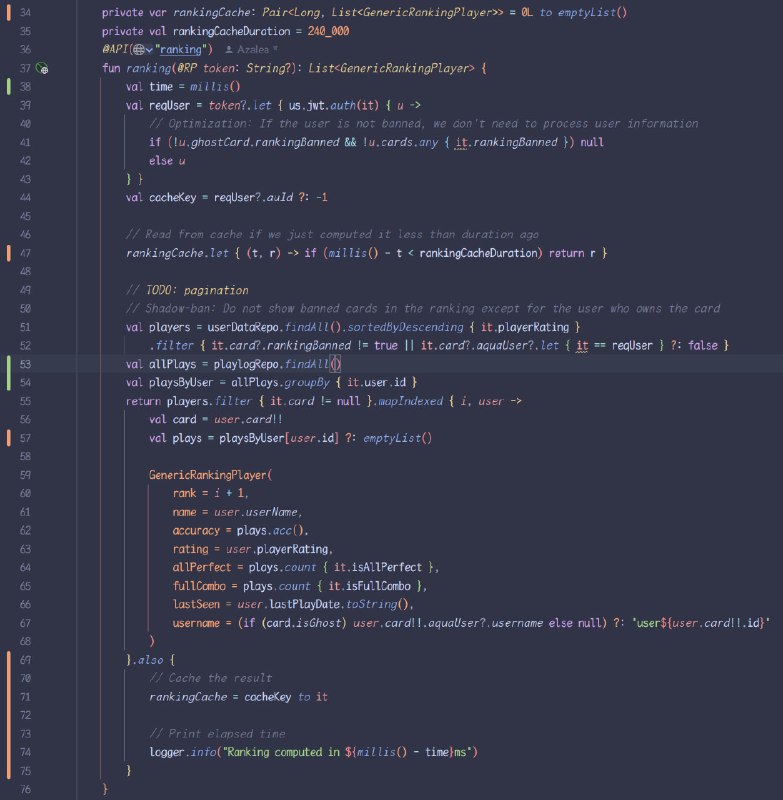 34 private var rankingCache: Pair<Long, List<GenericRankingPlayer>> = 0L to emptyList()
35 private val rankingCacheDuration = 240_000
36 @API("ranking") Azalea *
37 fun ranking(@RP token: String?): List<GenericRankingPlayer> {
38 val time = millis()
39 val reqUser = token?.let { us.jwt.auth(it) { u ->
40 // Optimization: If the user is not banned, we don't need to process user information
41 if (!u.ghostCard.rankingBanned && !u.cards.any { it.rankingBanned }) null
42 else u
43 } }
44 val cacheKey = reqUser?.auId ?: -1
45
46 // Read from cache if we just computed it less than duration ago
47 rankingCache.let { (t, r) -> if (millis() - t < rankingCacheDuration) return r }
48
49 // TODO: pagination
50 // Shadow-ban: Do not show banned cards in the ranking except for the user who owns the card
51 val players = userDataRepo.findAll().sortedByDescending { it.playerRating }
52 .filter { it.card?.rankingBanned != true || it.card?.aquaUser?.let { it == reqUser } ?: false }
53 val allPlays = playlogRepo.findAll()
54 val playsByUser = allPlays.groupBy { it.user.id }
55 return players.filter { it.card != null }.mapIndexed { i, user ->
56 val card = user.card!!
57 val plays = playsByUser[user.id] ?: emptyList()
58
59 GenericRankingPlayer(
60 rank = i + 1,
61 name = user.userName,
62 accuracy = plays.acc(),
63 rating = user.playerRating,
64 allPerfect = plays.count { it.isAllPerfect },
65 fullCombo = plays.count { it.isFullCombo },
66 lastSeen = user.lastPlayDate.toString(),
67 username = (if (card.isGhost) user.card!!.aquaUser?.username else null) ?: "user${user.card!!.id}"
68 )
69 }.also {
70 // Cache the result
71 rankingCache = cacheKey to it
72
73 // Print elapsed time
74 logger.info("Ranking computed in ${millis() - time}ms")
75 }
76 }